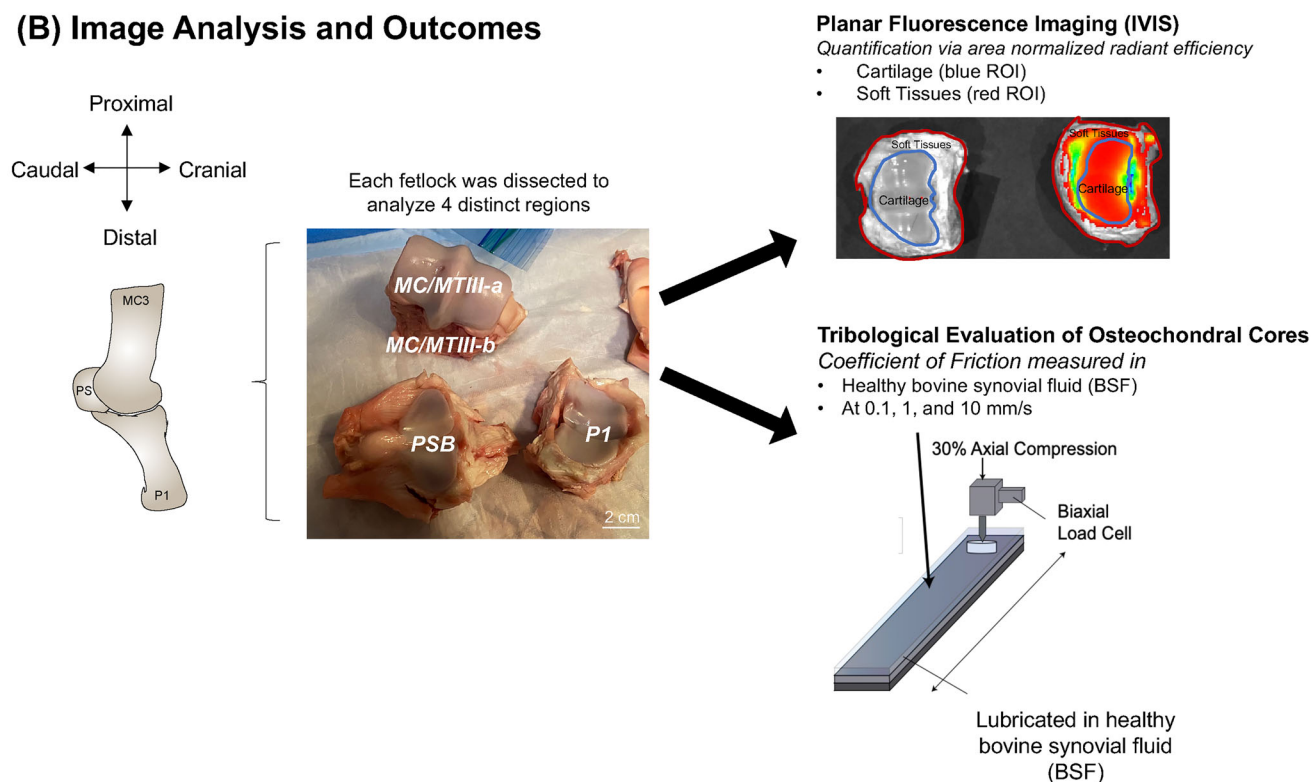 (B) Image Analysis and Outcomes
Proximal
Caudal
Cranial
Distal
MC3
PS
P1
Each fetlock was dissected to
analyze 4 distinct regions
MC/MTIII-a
MC/MTIII-b
PSB
P1
2 cm
Planar Fluorescence Imaging (IVIS)
Quantification via area normalized radiant efficiency
• Cartilage (blue ROI)
• Soft Tissues (red ROI)
Soft Tissues
Cartilage
Soft Tissues
Cartilage
Tribological Evaluation of Osteochondral Cores
Coefficient of Friction measured in
• Healthy bovine synovial fluid (BSF)
• At 0.1, 1, and 10 mm/s
30% Axial Compression
Biaxial
Load Cell
Lubricated in healthy
bovine synovial fluid
(BSF)